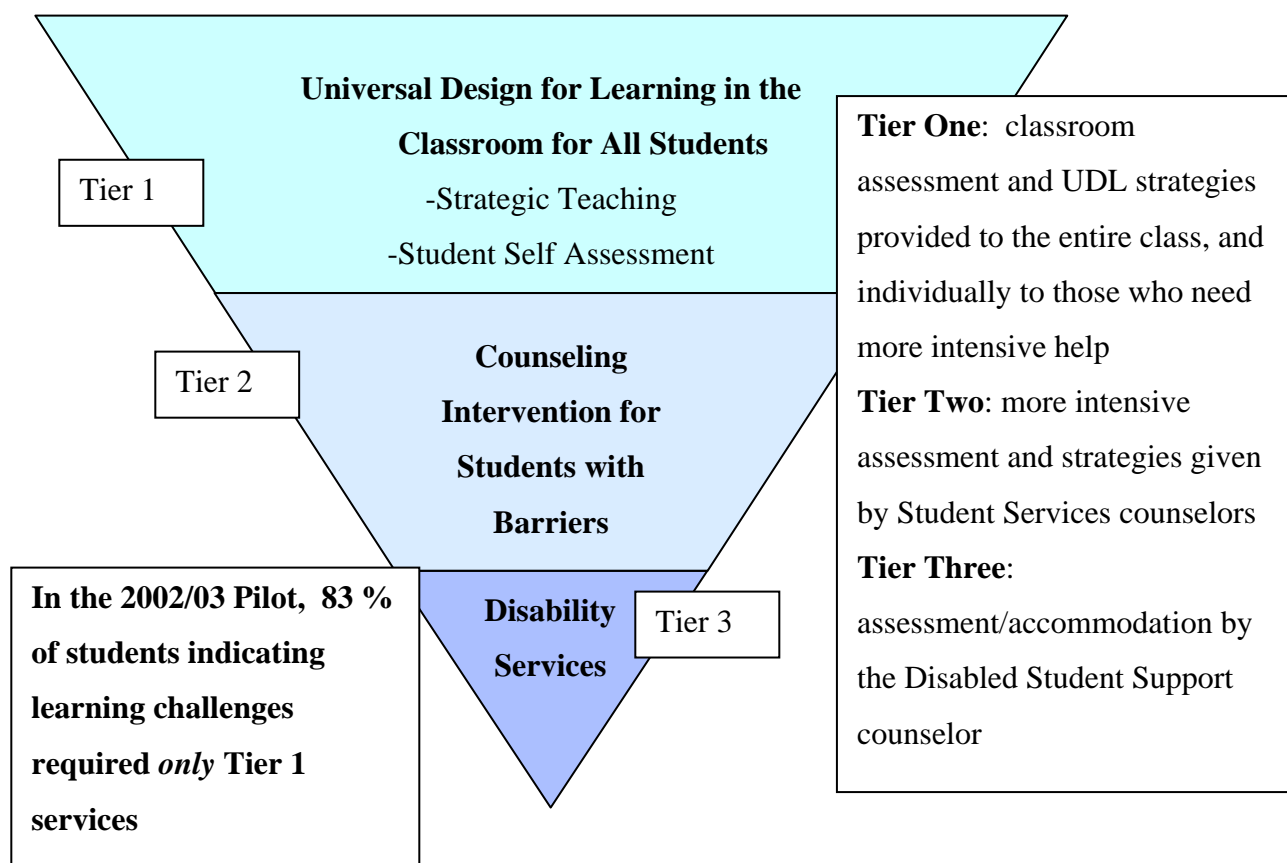 Universal Design for Learning in the
Classroom for All Students
-Strategic Teaching
-Student Self Assessment
Tier 1
Tier One:  classroom
assessment and UDL strategies
provided to the entire class, and
individually to those who need
more intensive help
Tier Two: more intensive
assessment and strategies given
by Student Services counselors
Tier Three:
assessment/accommodation by
the Disabled Student Support
counselor
Tier 2
Counseling
Intervention for
Students with
Barriers
In the 2002/03 Pilot,  83 %
of students indicating
learning challenges
required only Tier 1
services
Disability
Services
Tier 3